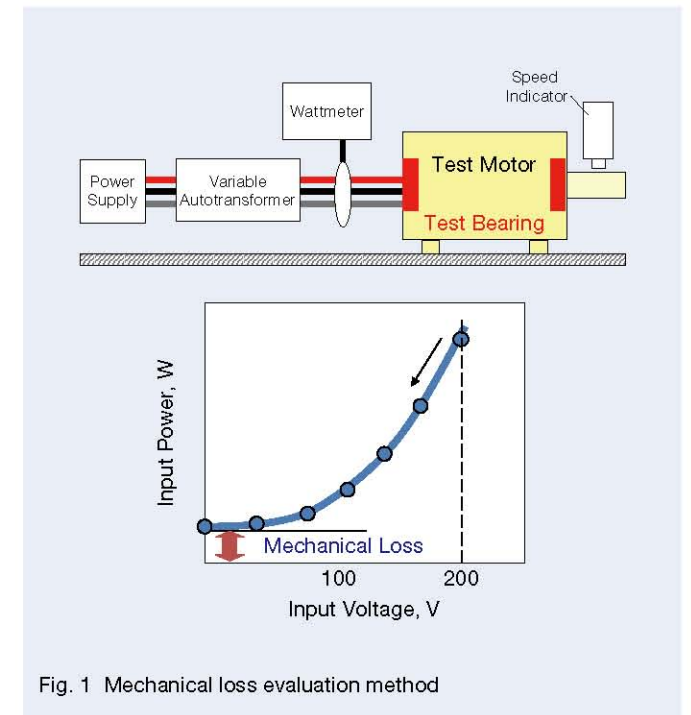 Speed
Indicator
Wattmeter
Power
Supply
Variable
Autotransformer
Test Motor
Test Bearing
Input Power, W
Mechanical Loss
100
200
Input Voltage, V
Fig. 1 Mechanical loss evaluation method